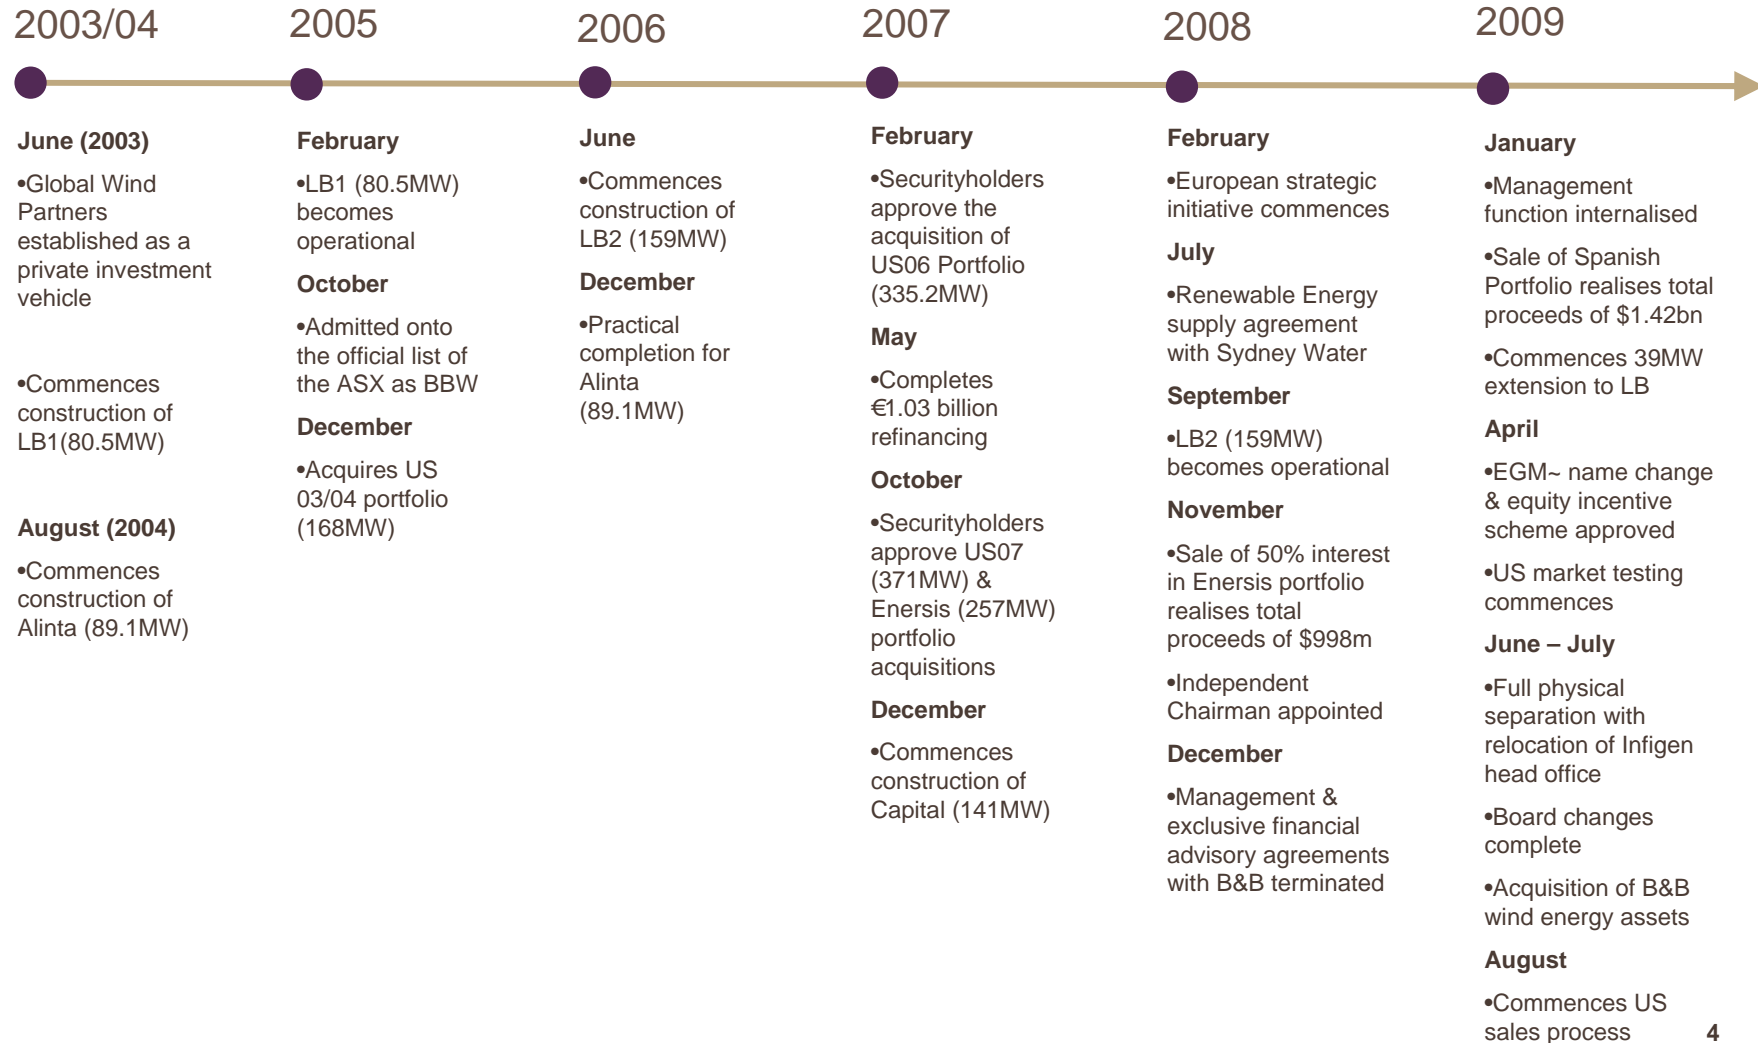 2003/04
June (2003)
•Global Wind
Partners
established as a
private investment
vehicle
•Commences
construction of
LB1(80.5MW)
August (2004)
•Commences
construction of
Alinta (89.1MW)
2005
February
•LB1 (80.5MW)
becomes
operational
October
•Admitted onto
the official list of
the ASX as BBW
December
•Acquires US
03/04 portfolio
(168MW)
2006
June
•Commences
construction of
LB2 (159MW)
December
•Practical
completion for
Alinta
(89.1MW)
2007
February
•Securityholders
approve the
acquisition of
US06 Portfolio
(335.2MW)
May
•Completes
€1.03 billion
refinancing
October
•Securityholders
approve US07
(371MW) &
Enersis (257MW)
portfolio
acquisitions
December
•Commences
construction of
Capital (141MW)
2008
February
•European strategic
initiative commences
July
•Renewable Energy
supply agreement
with Sydney Water
September
•LB2 (159MW)
becomes operational
November
•Sale of 50% interest
in Enersis portfolio
realises total
proceeds of $998m
•Independent
Chairman appointed
December
•Management &
exclusive financial
advisory agreements
with B&B terminated
2009
January
•Management
function internalised
•Sale of Spanish
Portfolio realises total
proceeds of $1.42bn
•Commences 39MW
extension to LB
April
•EGM~ name change
& equity incentive
scheme approved
•US market testing
commences
June – July
•Full physical
separation with
relocation of Infigen
head office
•Board changes
complete
•Acquisition of B&B
wind energy assets
August
•Commences US
sales process
4